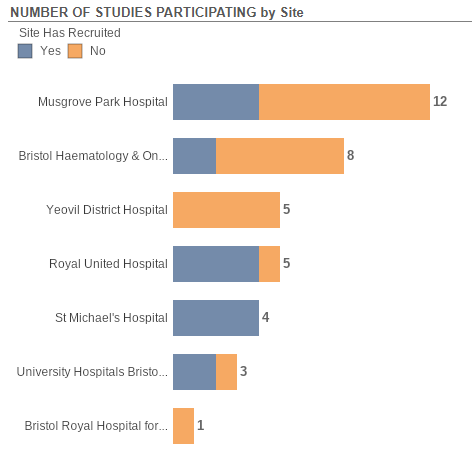 NUMBER OF STUDIES PARTICIPATING by Site
Site Has Recruited
Yes No
Musgrove Park Hospital 12
Bristol Haematology & On... 8
Yeovil District Hospital 5
Royal United Hospital 5
St Michael's Hospital 4
University Hospitals Bristo... 3
Bristol Royal Hospital for... 1